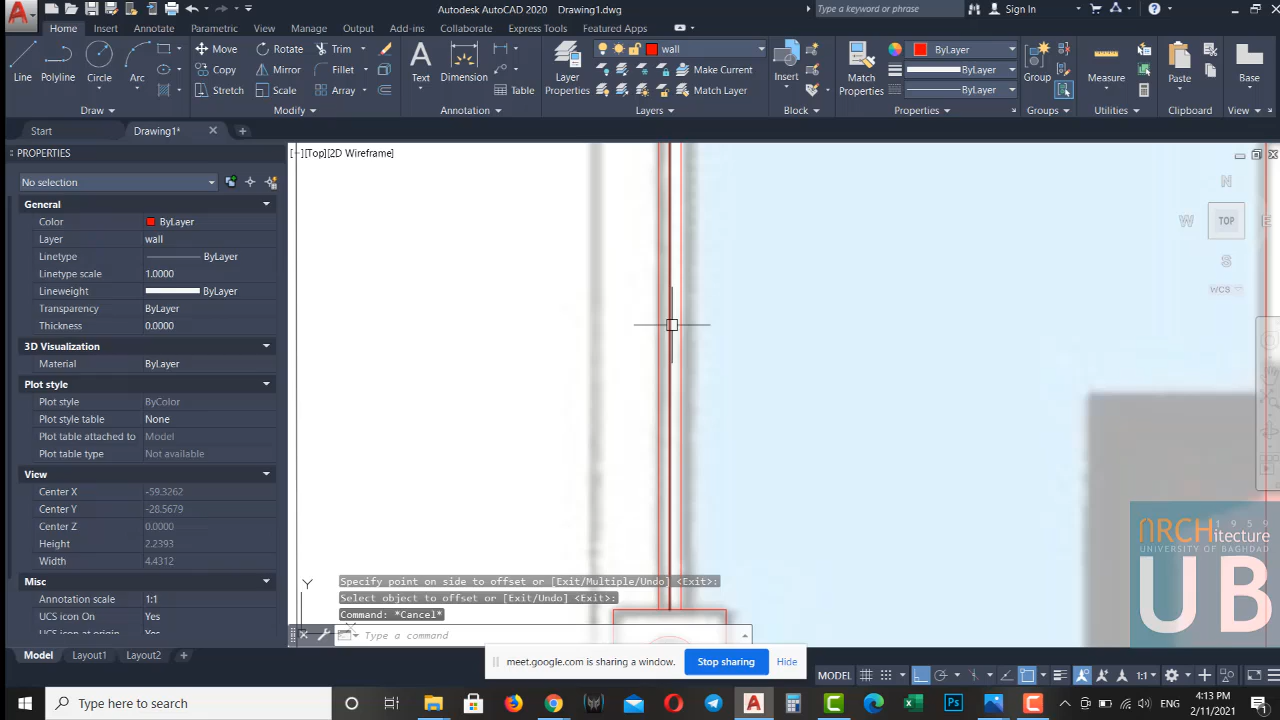 Autodesk AutoCAD 2020 Drawing1.dwg
Type a keyword or phrase
Sign In
Home Insert Annotate Parametric View Manage Output Add-ins Collaborate Express Tools Featured Apps
Line
Polyline
Circle
Arc
Move
Rotate
Trim
Copy
Mirror
Fillet
Stretch
Scale
Array
Text
Dimension
Table
Layer Properties
wall
Make Current
Match Layer
Insert
Match Properties
ByLayer
ByLayer
ByLayer
Group
Measure
Paste
Base
Draw
Modify
Annotation
Layers
Block
Properties
Groups
Utilities
Clipboard
View
Start
Drawing1*
PROPERTIES
[−][Top][2D Wireframe]
No selection
General
Color ByLayer
Layer wall
Linetype ByLayer
Linetype scale 1.0000
Lineweight ByLayer
Transparency ByLayer
Thickness 0.0000
3D Visualization
Material ByLayer
Plot style
Plot style ByColor
Plot style table None
Plot table attached to Model
Plot table type Not available
View
Center X -59.3262
Center Y -28.5679
Center Z 0.0000
Height 2.2393
Width 4.4312
Misc
Annotation scale 1:1
UCS icon On Yes
UCS icon at origin Yes
N
W TOP E
S
WCS
Y
Specify point on side to offset or [Exit/Multiple/Undo] <Exit>:
Select object to offset or [Exit/Undo] <Exit>:
Command: *Cancel*
Type a command
ARCHitecture
1959
UNIVERSITY OF BAGHDAD
UB
Model Layout1 Layout2
meet.google.com is sharing a window. Stop sharing Hide
MODEL
1:1
Type here to search
ENG
4:13 PM
2/11/2021